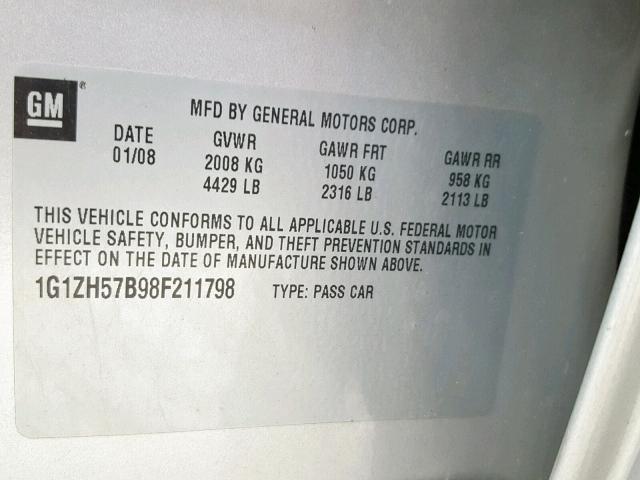 GM ®
MFD BY GENERAL MOTORS CORP.
DATE GVWR GAWR FRT GAWR RR
01/08 2008 KG 1050 KG 958 KG
4429 LB 2316 LB 2113 LB
THIS VEHICLE CONFORMS TO ALL APPLICABLE U.S. FEDERAL MOTOR
VEHICLE SAFETY, BUMPER, AND THEFT PREVENTION STANDARDS IN
EFFECT ON THE DATE OF MANUFACTURE SHOWN ABOVE.
1G1ZH57B98F211798 TYPE: PASS CAR